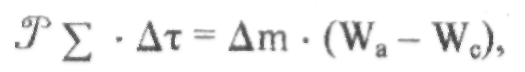 𝒫 ∑ · Δτ = Δm · (Wₐ – W꜀),